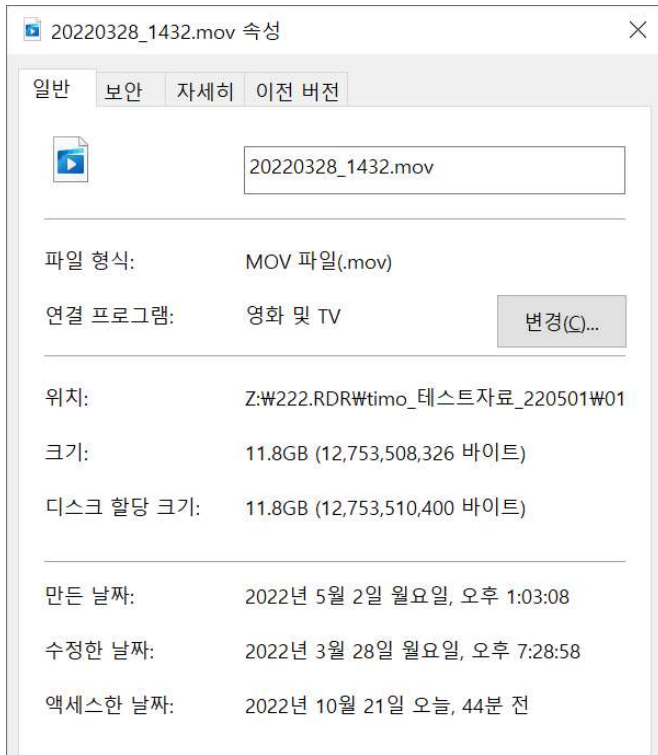 20220328_1432.mov 속성
일반 보안 자세히 이전 버전
20220328_1432.mov
파일 형식: MOV 파일(.mov)
연결 프로그램: 영화 및 TV 변경(C)...
위치: Z:₩222.RDR₩timo_테스트자료_220501₩01
크기: 11.8GB (12,753,508,326 바이트)
디스크 할당 크기: 11.8GB (12,753,510,400 바이트)
만든 날짜: 2022년 5월 2일 월요일, 오후 1:03:08
수정한 날짜: 2022년 3월 28일 월요일, 오후 7:28:58
액세스한 날짜: 2022년 10월 21일 오늘, 44분 전